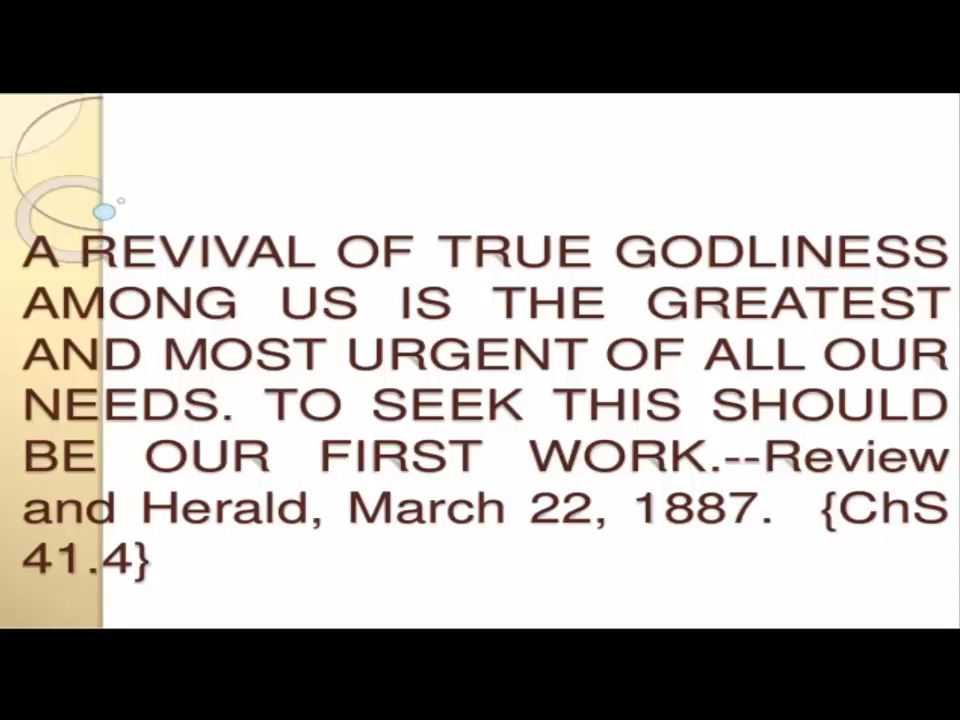 A REVIVAL OF TRUE GODLINESS
AMONG US IS THE GREATEST
AND MOST URGENT OF ALL OUR
NEEDS. TO SEEK THIS SHOULD
BE OUR FIRST WORK.--Review
and Herald, March 22, 1887. {ChS
41.4}